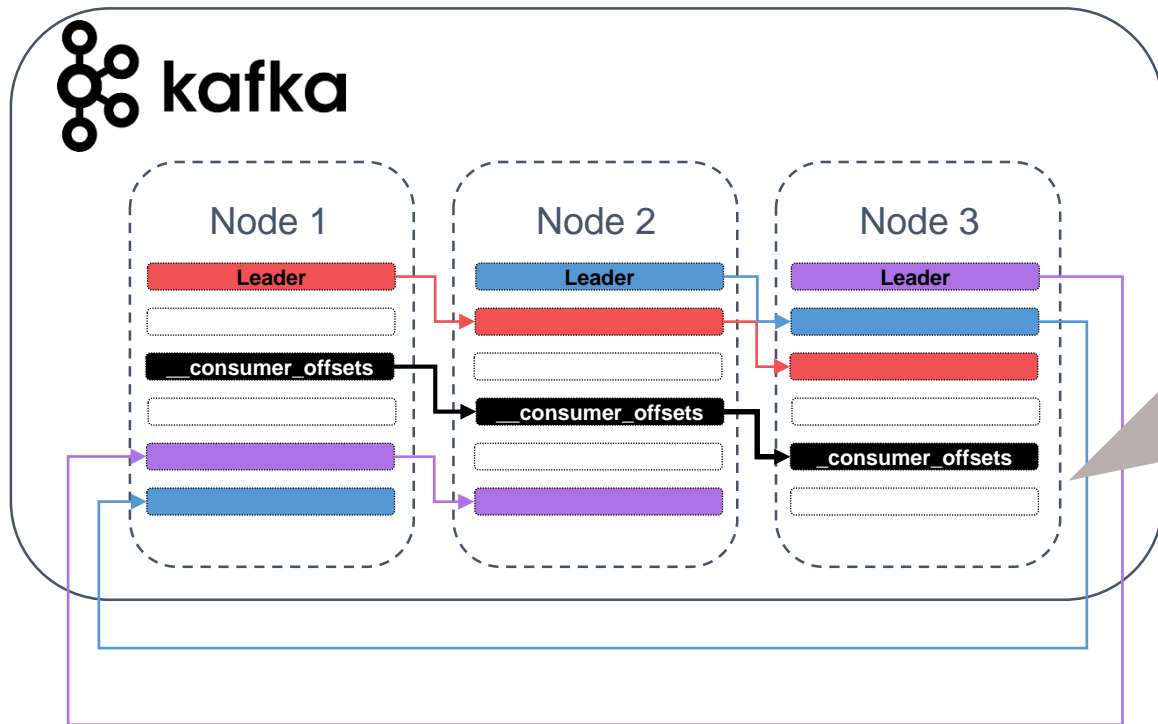 kafka
Node 1
Node 2
Node 3
Leader
Leader
Leader
__consumer_offsets
__consumer_offsets
_consumer_offsets